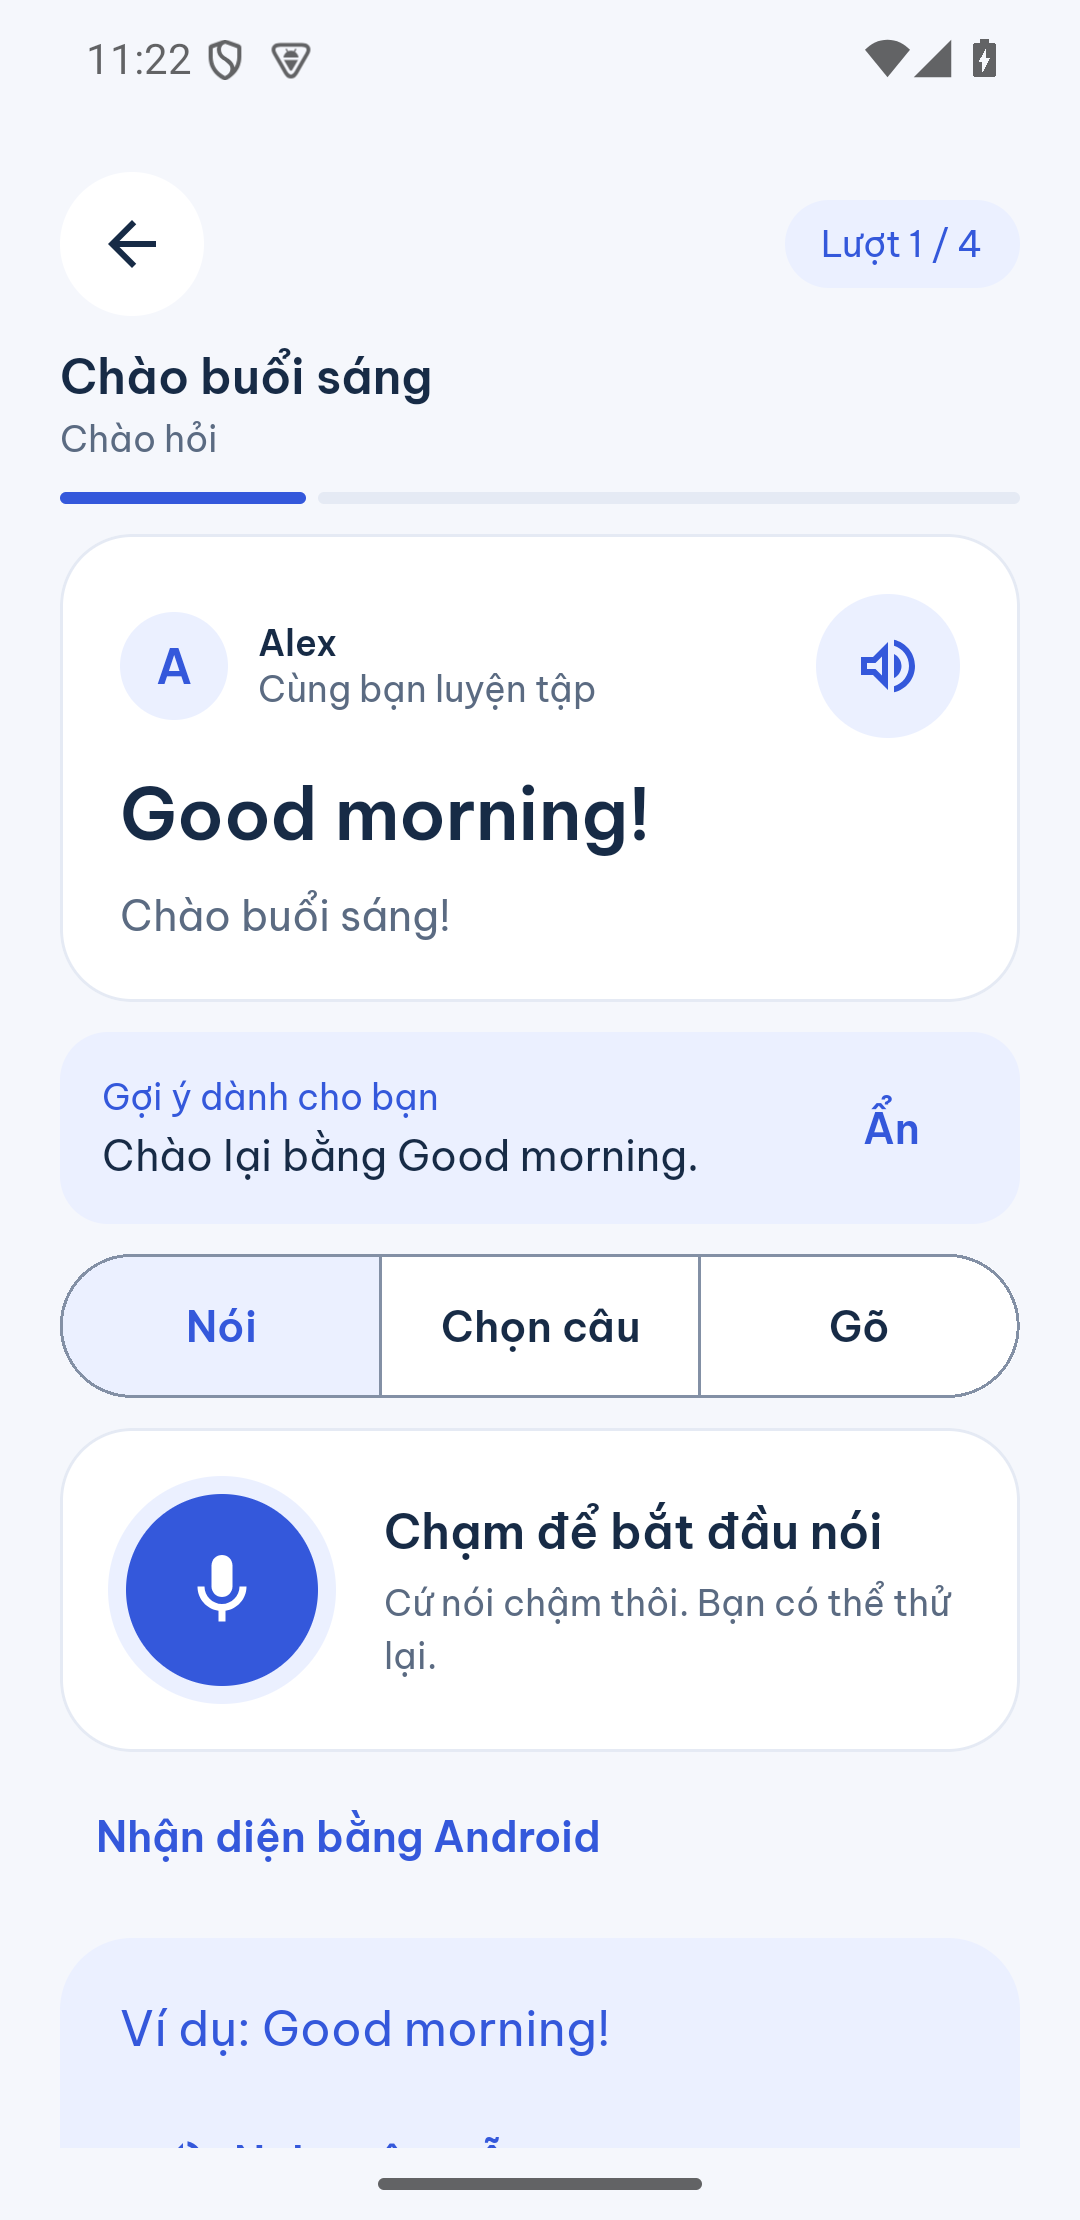 11:22
Lượt 1 / 4
Chào buổi sáng
Chào hỏi
A
Alex
Cùng bạn luyện tập
Good morning!
Chào buổi sáng!
Gợi ý dành cho bạn
Chào lại bằng Good morning.
Ẩn
Nói
Chọn câu
Gõ
Chạm để bắt đầu nói
Cứ nói chậm thôi. Bạn có thể thử
lại.
Nhận diện bằng Android
Ví dụ: Good morning!